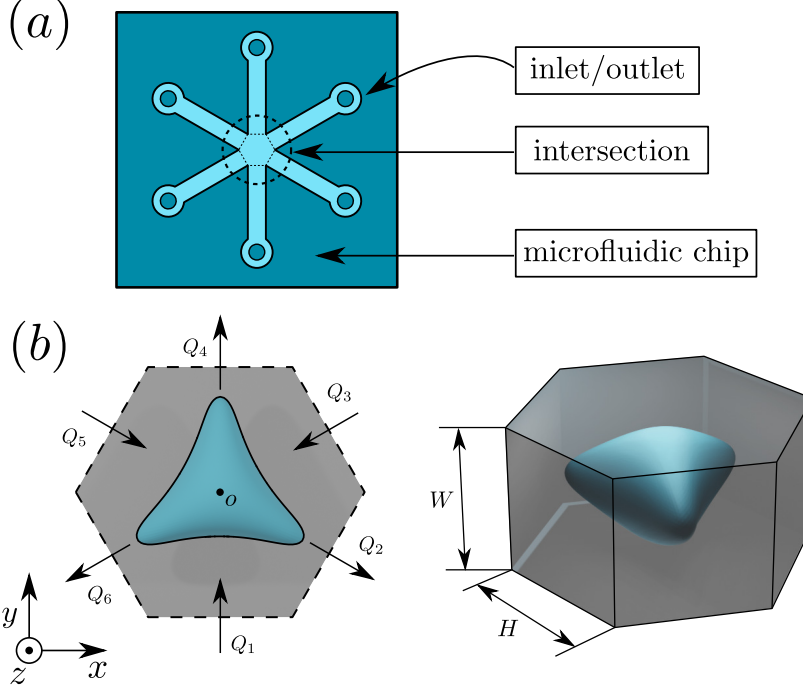 (a)
inlet/outlet
intersection
microfluidic chip
(b)
Q4
Q3
Q5
o
Q2
Q6
Q1
y
z
x
W
H